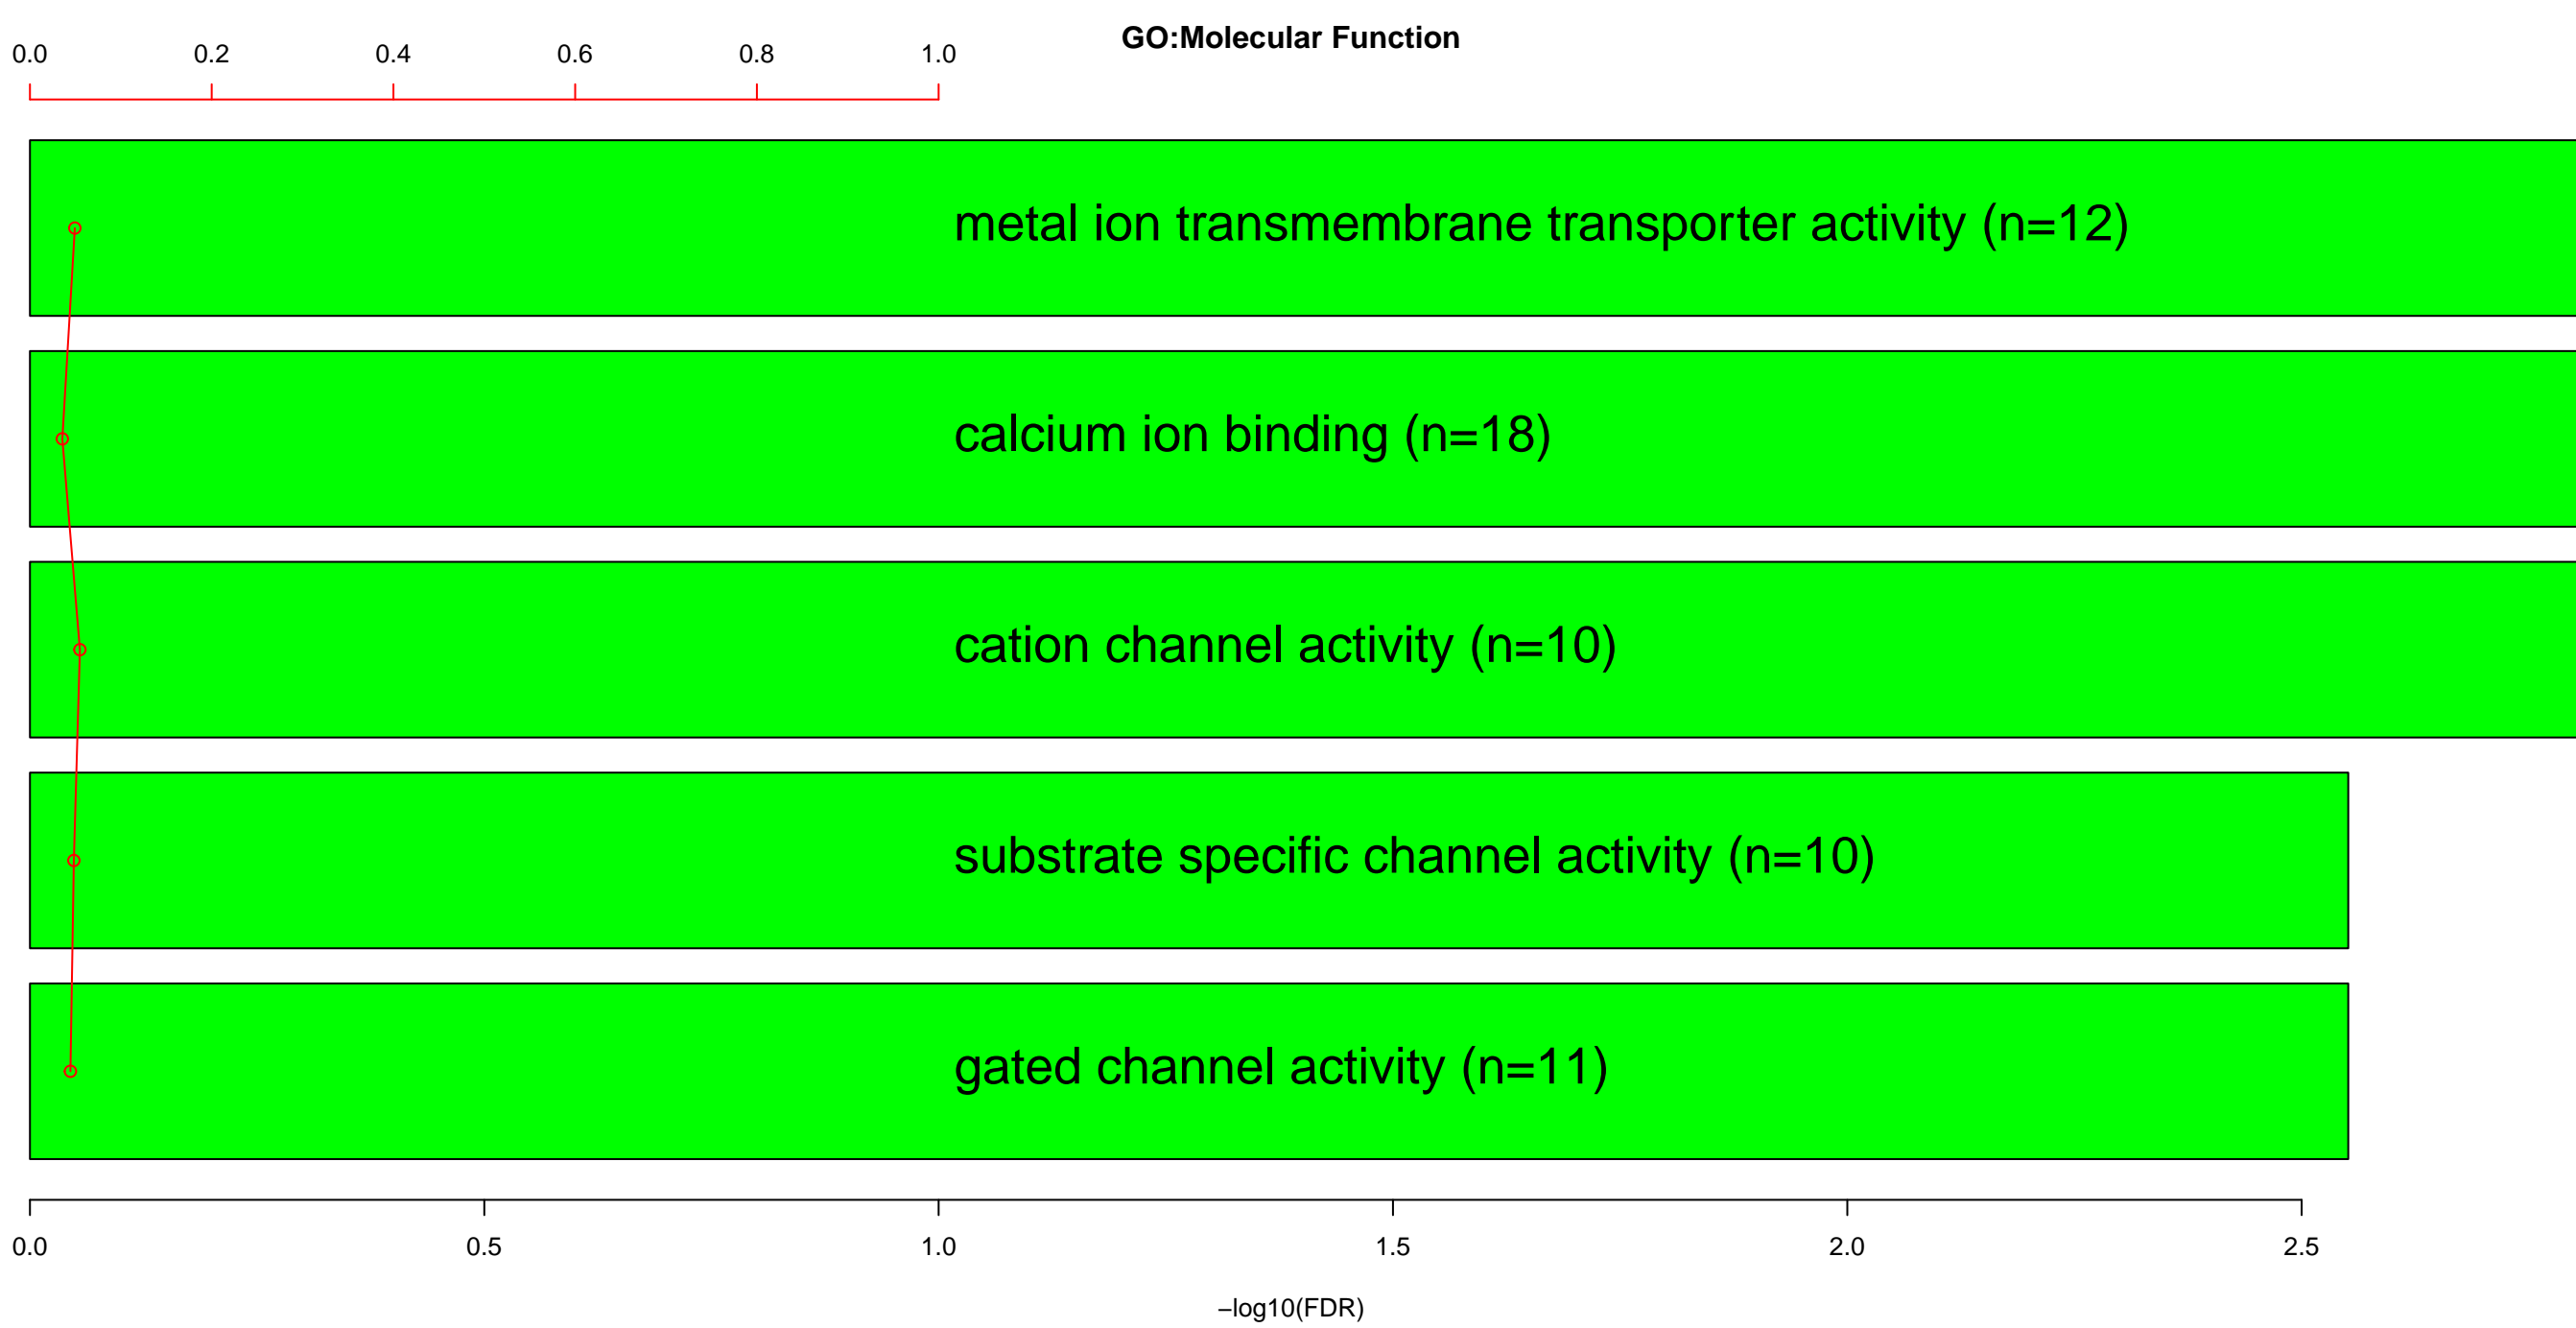 GO:Molecular Function
0.0 0.2 0.4 0.6 0.8 1.0
metal ion transmembrane transporter activity (n=12)
calcium ion binding (n=18)
cation channel activity (n=10)
substrate specific channel activity (n=10)
gated channel activity (n=11)
0.0 0.5 1.0 1.5 2.0 2.5
−log10(FDR)